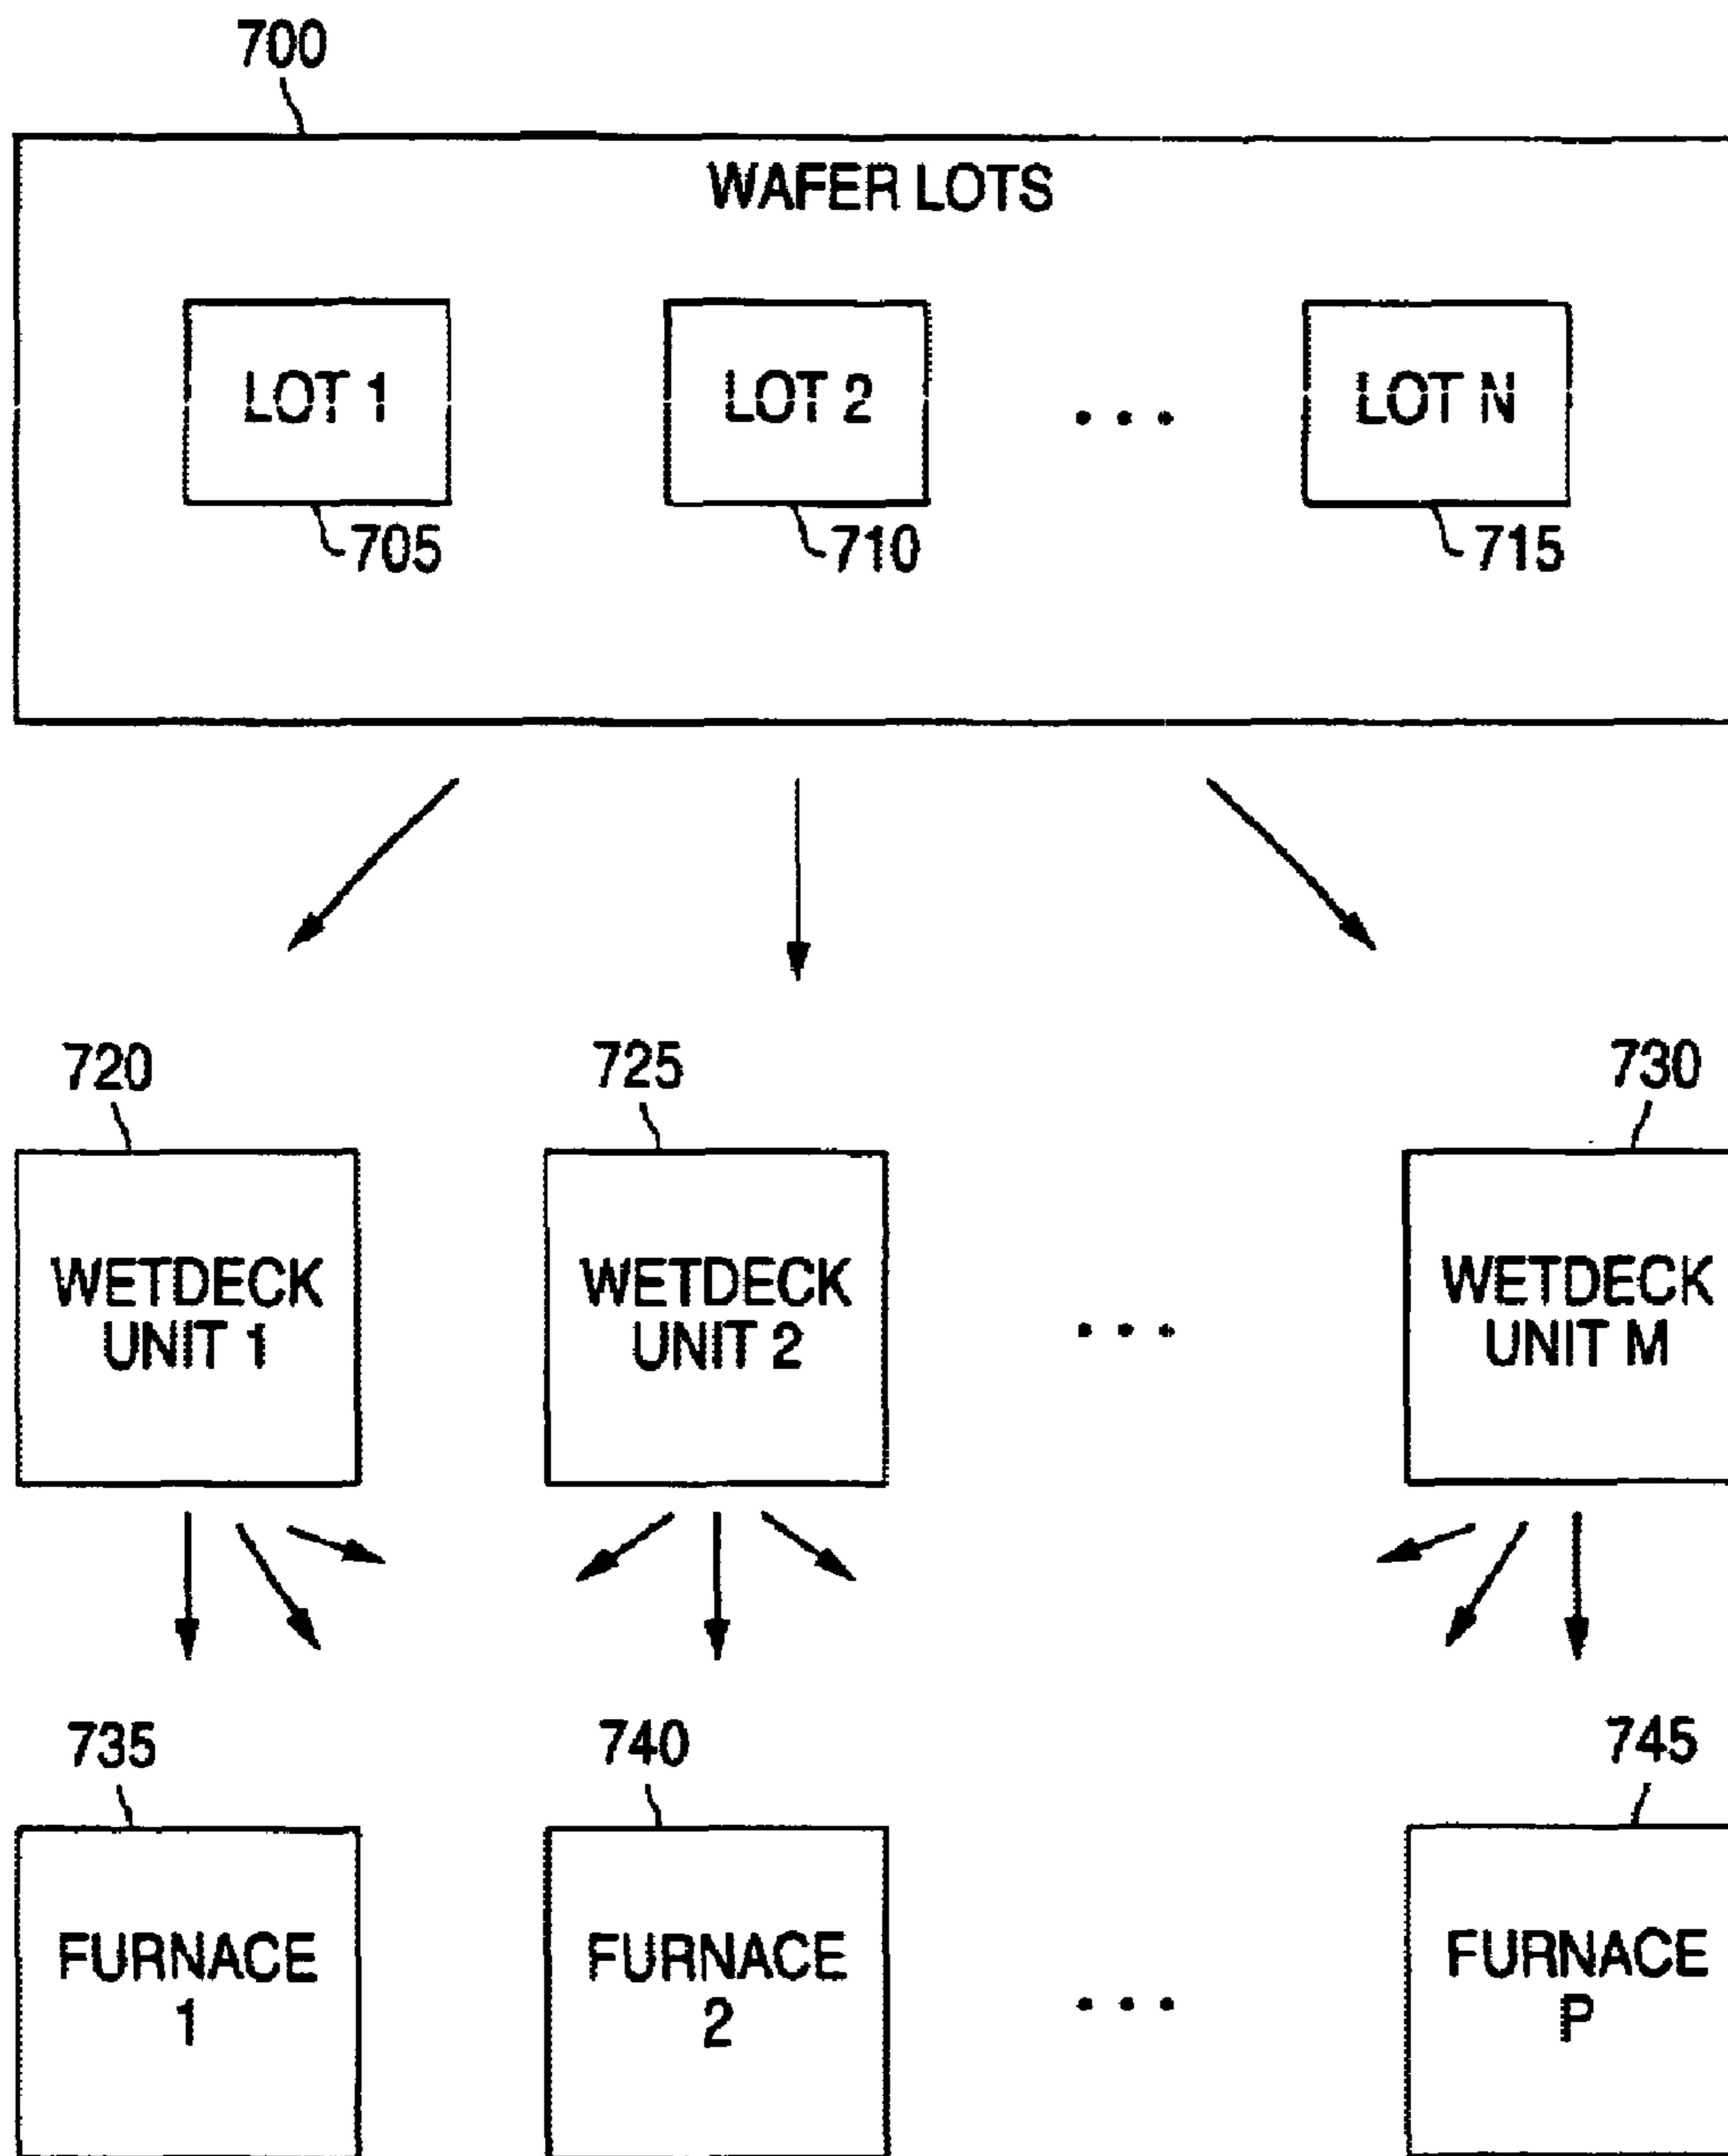 700
WAFER LOTS
LOT 1
LOT 2
. . .
LOT N
705
710
715
720
725
730
WETDECK
UNIT 1
WETDECK
UNIT 2
. . .
WETDECK
UNIT M
735
740
745
FURNACE
1
FURNACE
2
. . .
FURNACE
P